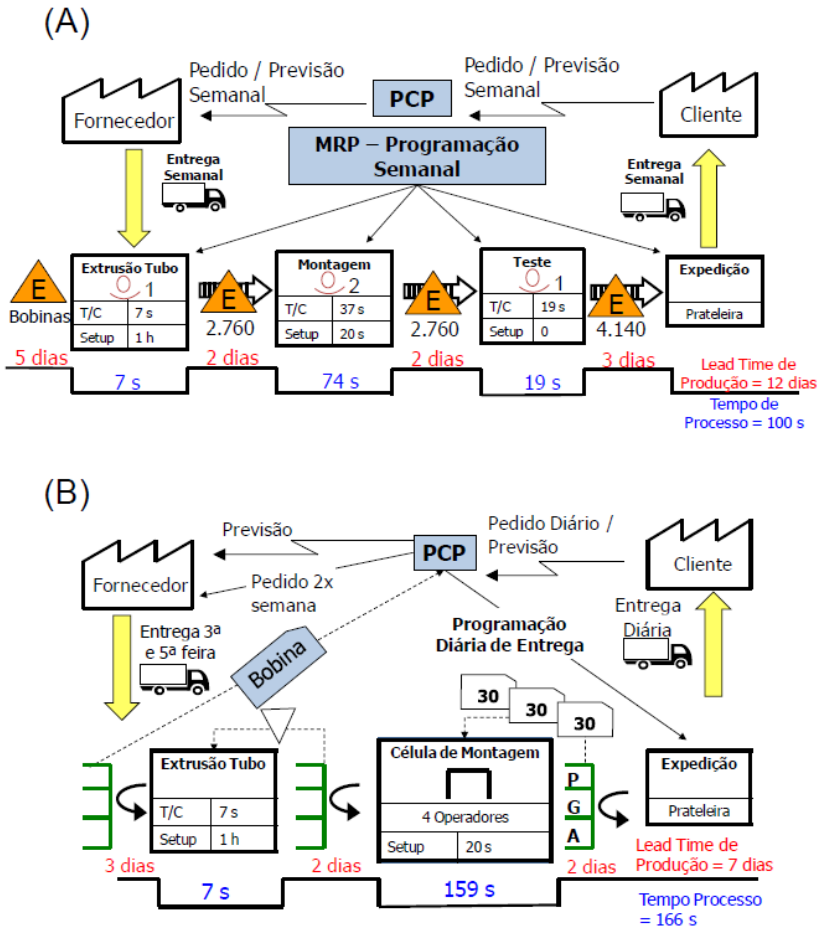 (A)
Pedido / Previsão
Semanal
Pedido / Previsão
Semanal
PCP
Fornecedor
Cliente
MRP – Programação
Semanal
Entrega
Semanal
Entrega
Semanal
E
Bobinas
Extrusão Tubo
1
T/C 7 s
Setup 1 h
E
2.760
Montagem
2
T/C 37 s
Setup 20 s
E
2.760
Teste
1
T/C 19 s
Setup 0
E
4.140
Expedição
Prateleira
5 dias
7 s
2 dias
74 s
2 dias
19 s
3 dias
Lead Time de
Produção = 12 dias
Tempo de
Processo = 100 s
(B)
Previsão
Pedido Diário /
Previsão
PCP
Fornecedor
Cliente
Pedido 2x
semana
Entrega 3ª
e 5ª feira
Bobina
Programação
Diária de Entrega
Entrega
Diária
30
30
30
Extrusão Tubo
T/C 7 s
Setup 1 h
Célula de Montagem
4 Operadores
Setup 20 s
P
G
A
Expedição
Prateleira
3 dias
7 s
2 dias
159 s
2 dias
Lead Time de
Produção = 7 dias
Tempo Processo
= 166 s